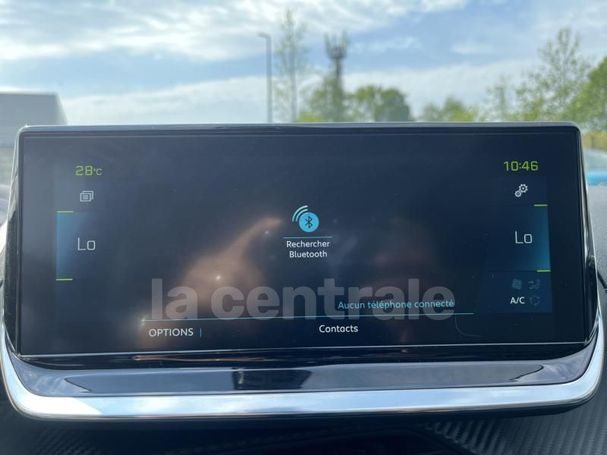 28°C
10:46
Lo
Rechercher
Bluetooth
Lo
la centrale
Aucun téléphone connecté
A/C
OPTIONS
Contacts